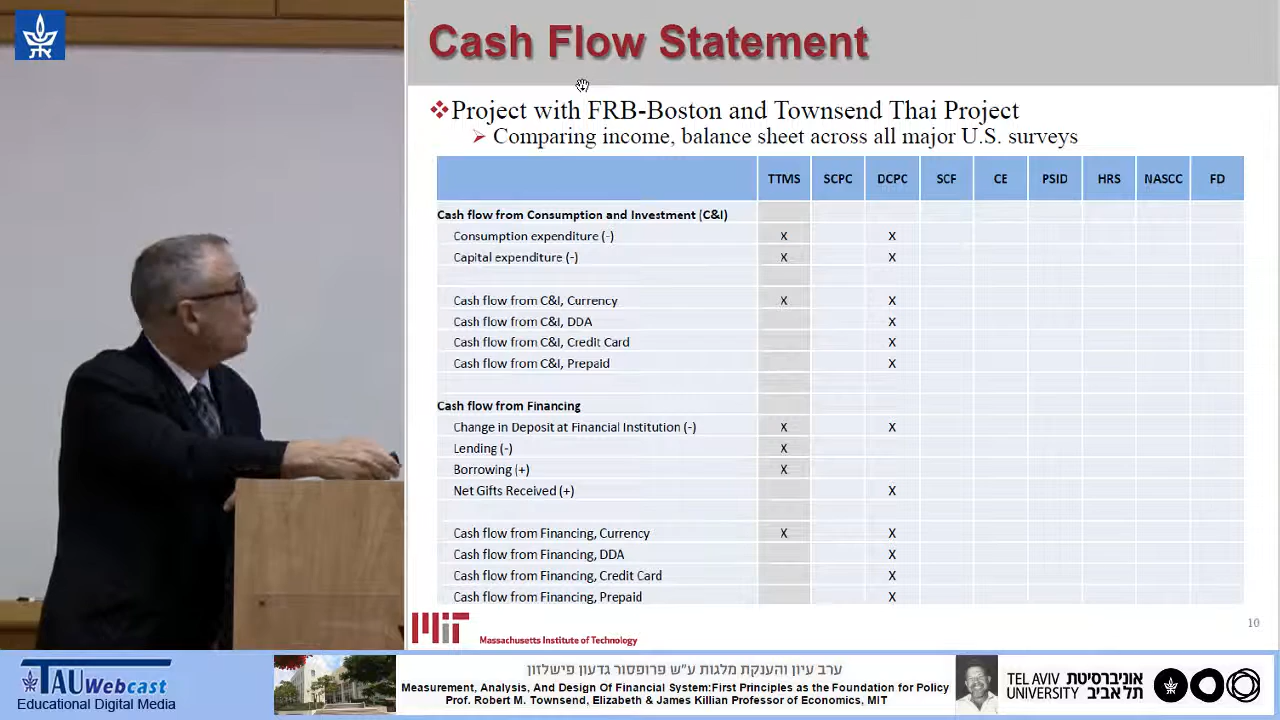 Cash Flow Statement
Project with FRB-Boston and Townsend Thai Project
Comparing income, balance sheet across all major U.S. surveys
TTMS SCPC DCPC SCF CE PSID HRS NASCC FD
Cash flow from Consumption and Investment (C&I)
Consumption expenditure (-) X X
Capital expenditure (-) X X
Cash flow from C&I, Currency X X
Cash flow from C&I, DDA X
Cash flow from C&I, Credit Card X
Cash flow from C&I, Prepaid X
Cash flow from Financing
Change in Deposit at Financial Institution (-) X X
Lending (-) X
Borrowing (+) X
Net Gifts Received (+) X
Cash flow from Financing, Currency X X
Cash flow from Financing, DDA X
Cash flow from Financing, Credit Card X
Cash flow from Financing, Prepaid X
10
MIT
Massachusetts Institute of Technology
TAU Webcast
Educational Digital Media
ערב עיון והענקת מלגות ע"ש פרופסור גדעון פישלזון
Measurement, Analysis, And Design Of Financial System:First Principles as the Foundation for Policy
Prof. Robert M. Townsend, Elizabeth & James Killian Professor of Economics, MIT
TEL AVIV אוניברסיטת
UNIVERSITY תל אביב